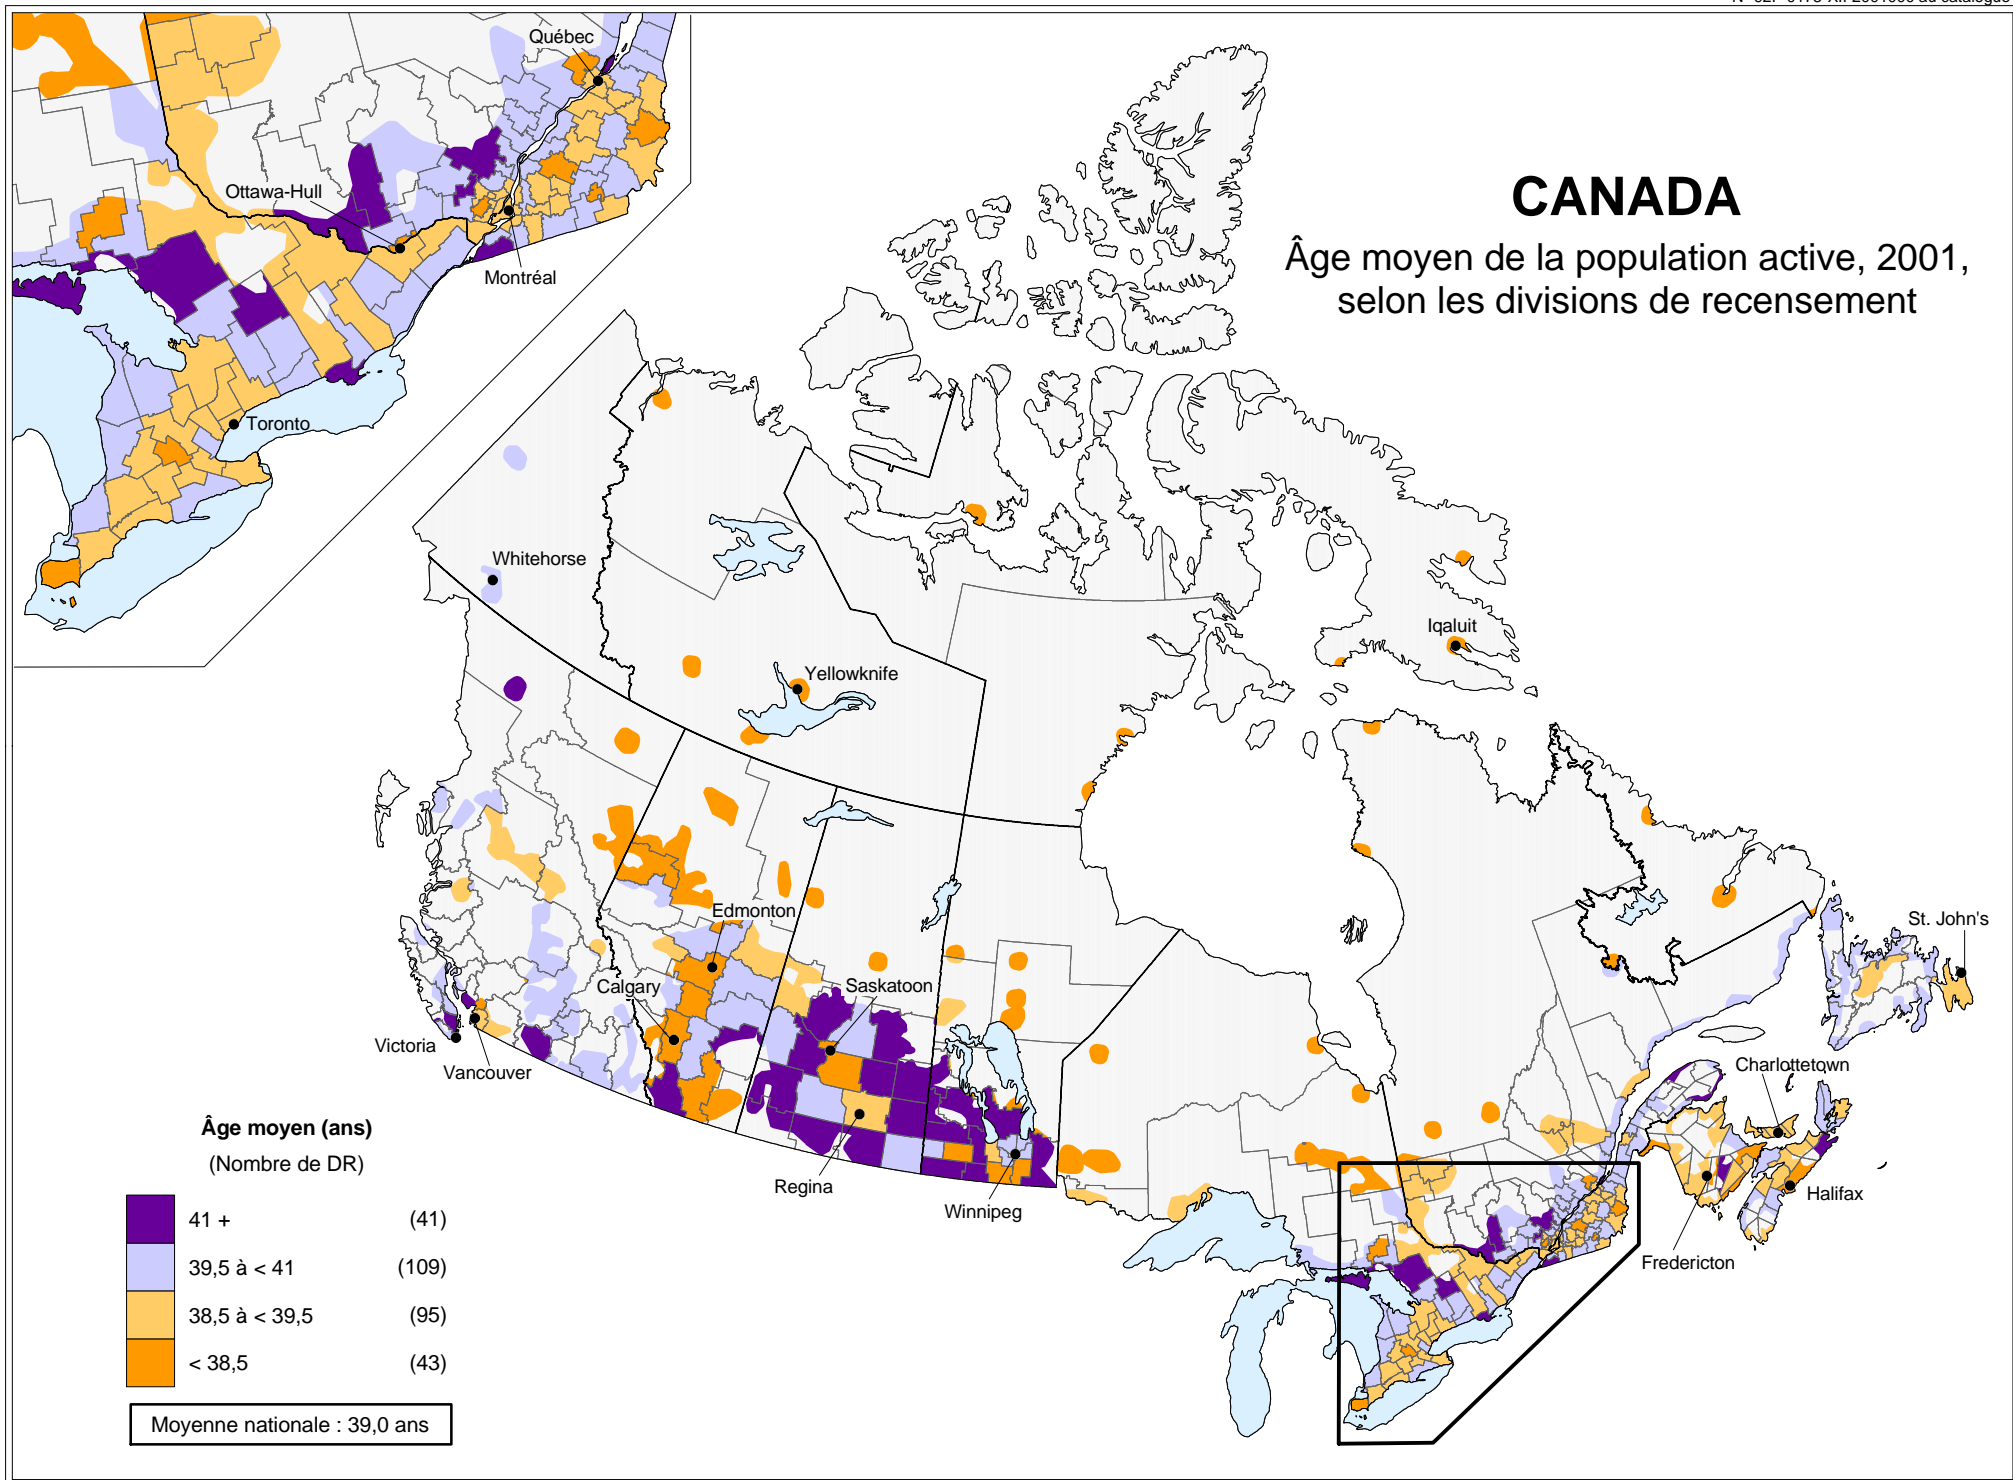 CANADA
Âge moyen de la population active, 2001,
selon les divisions de recensement
Québec
Ottawa-Hull
Montréal
Toronto
Whitehorse
Yellowknife
Iqaluit
Edmonton
Calgary
Saskatoon
Victoria
Vancouver
Regina
Winnipeg
St. John's
Charlottetown
Halifax
Fredericton
Âge moyen (ans)
(Nombre de DR)
41 + (41)
39,5 à < 41 (109)
38,5 à < 39,5 (95)
< 38,5 (43)
Moyenne nationale : 39,0 ans